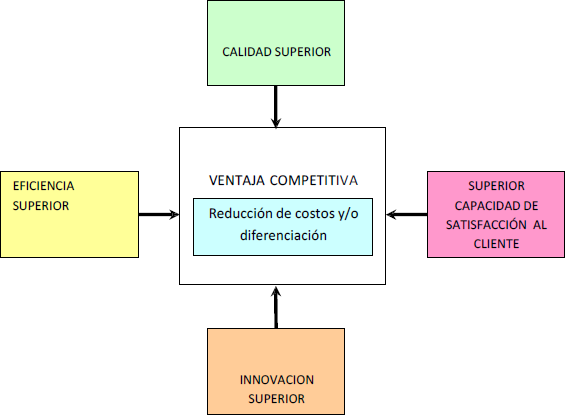 CALIDAD SUPERIOR
VENTAJA COMPETITIVA
Reducción de costos y/o
diferenciación
EFICIENCIA
SUPERIOR
SUPERIOR
CAPACIDAD DE
SATISFACCIÓN AL
CLIENTE
INNOVACION
SUPERIOR